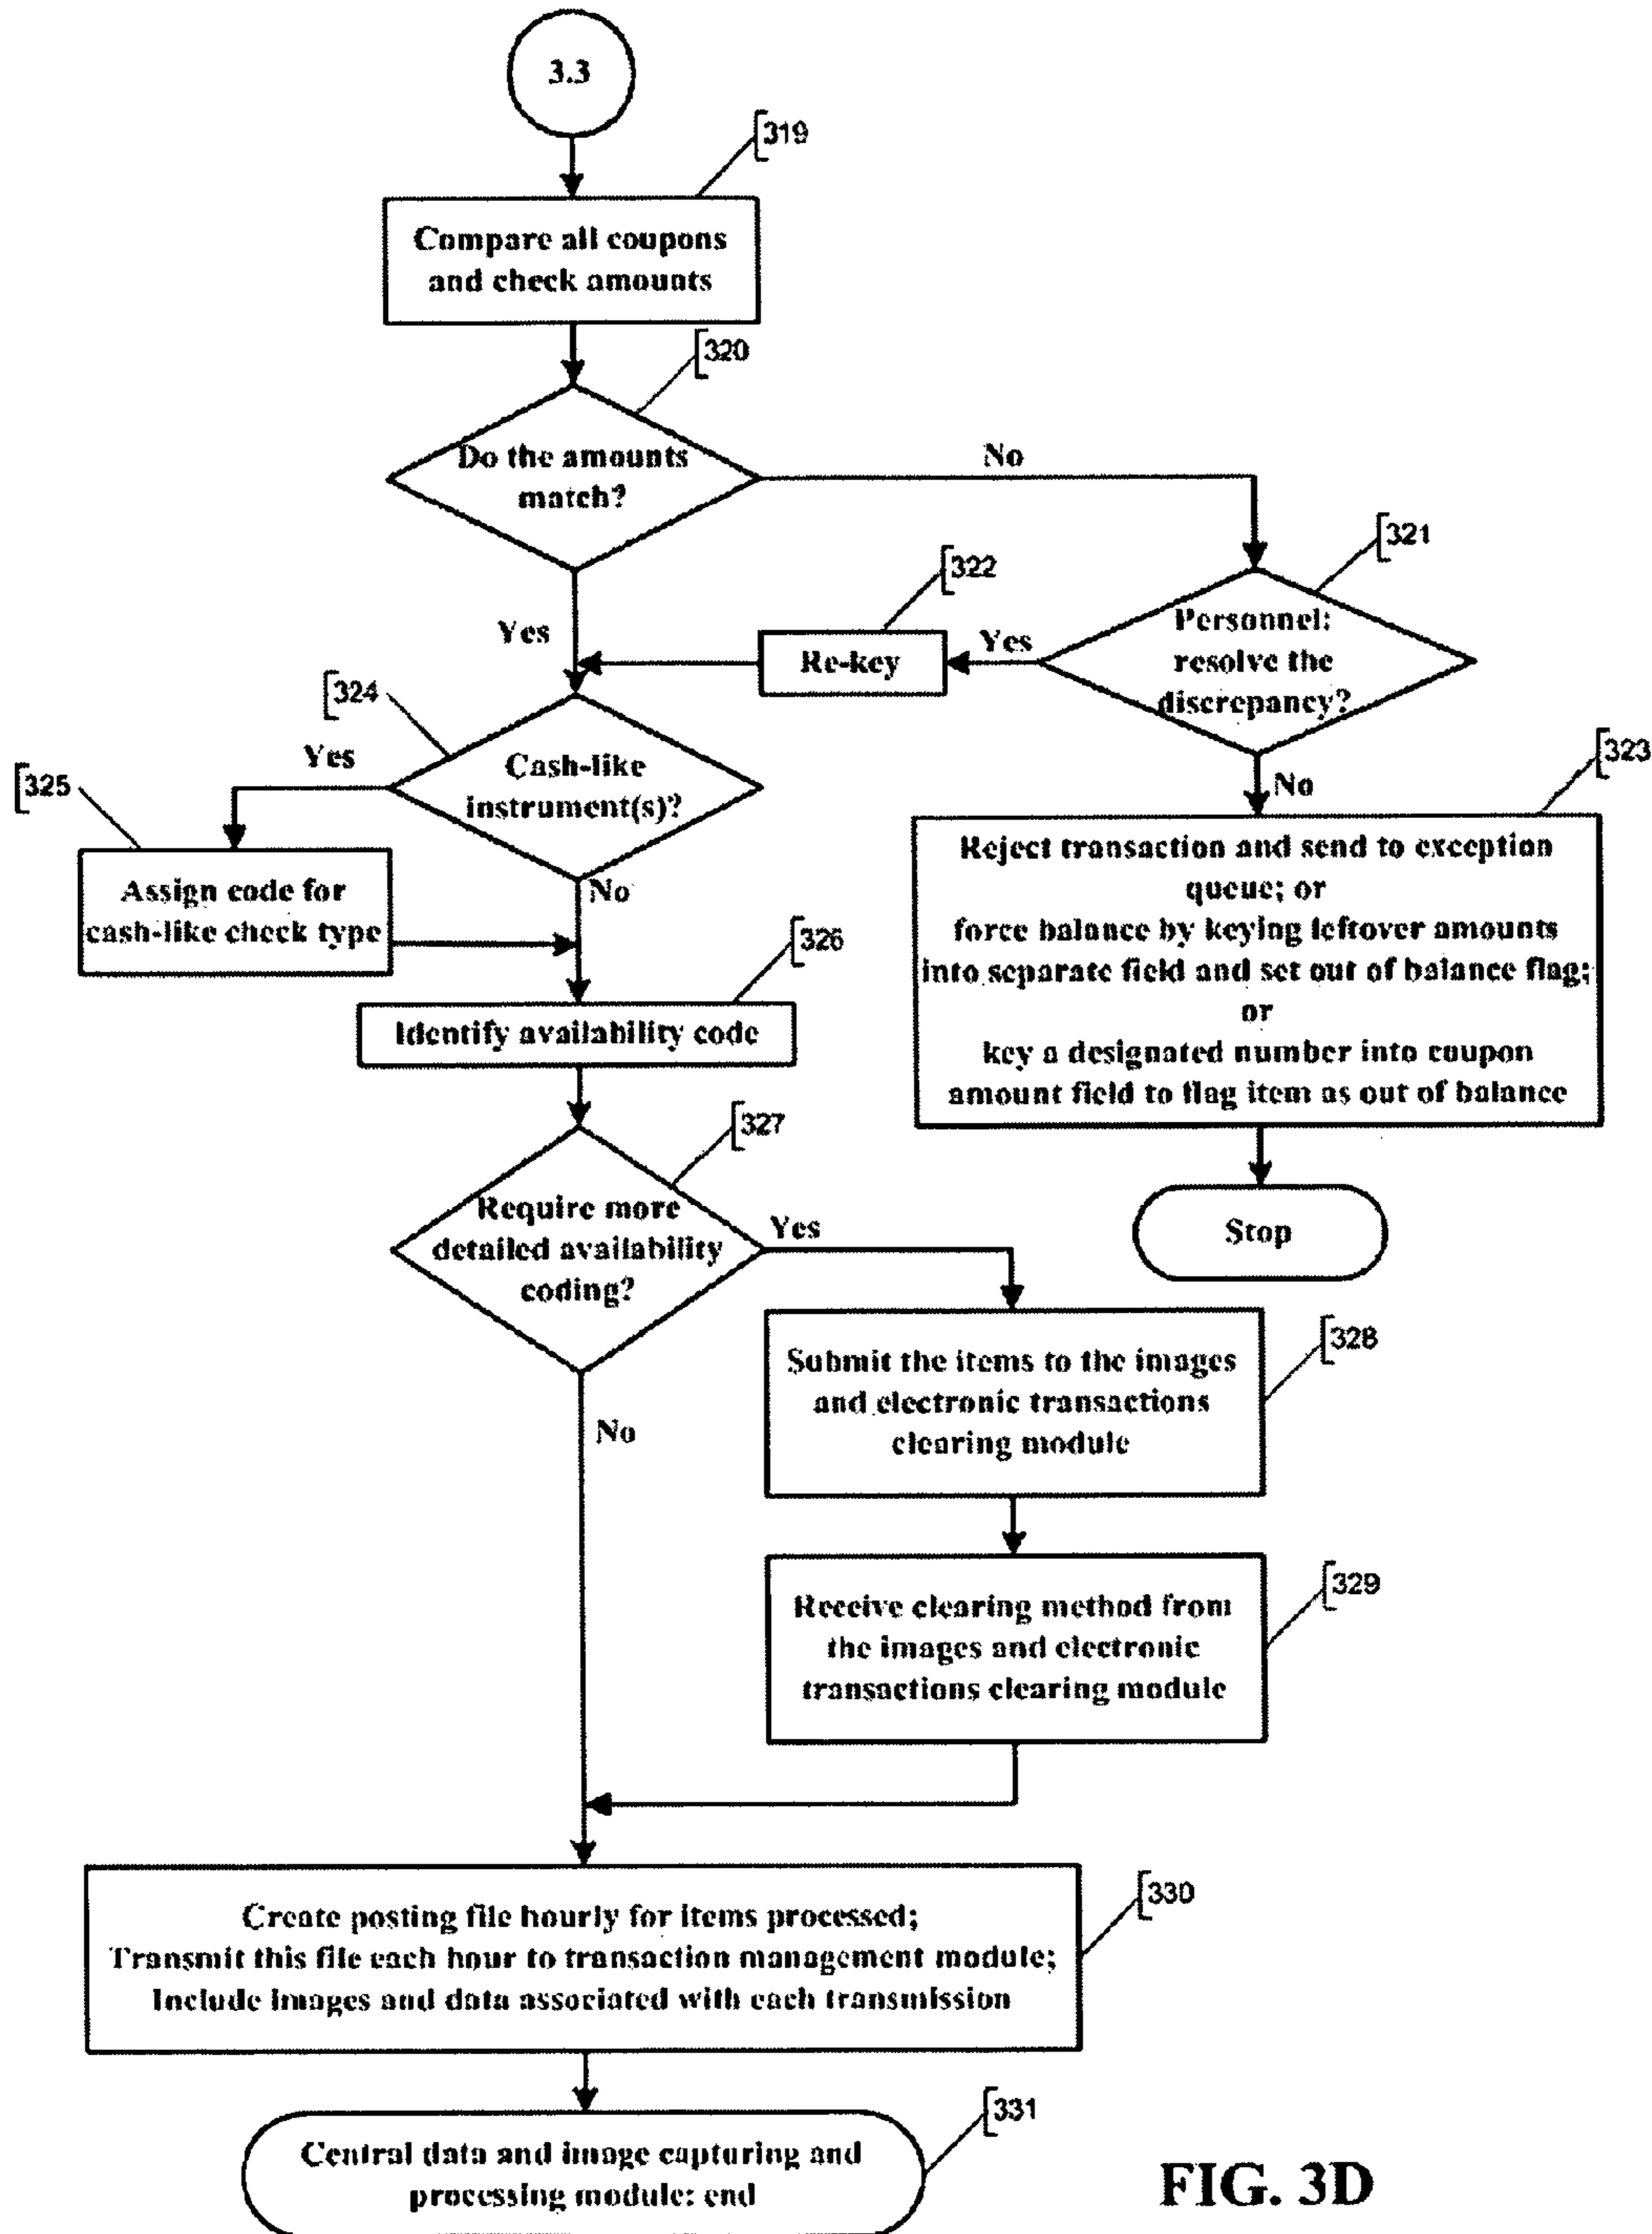 3.3
319
Compare all coupons
and check amounts
320
Do the amounts
match?
No
321
Personnel:
resolve the
discrepancy?
322
Yes
Re-key
Yes
324
Cash-like
instrument(s)?
Yes
325
Assign code for
cash-like check type
No
No
323
Reject transaction and send to exception
queue; or
force balance by keying leftover amounts
into separate field and set out of balance flag;
or
key a designated number into coupon
amount field to flag item as out of balance
Stop
326
Identify availability code
327
Require more
detailed availability
coding?
Yes
328
Submit the items to the images
and electronic transactions
clearing module
No
329
Receive clearing method from
the images and electronic
transactions clearing module
330
Create posting file hourly for items processed;
Transmit this file each hour to transaction management module;
Include images and data associated with each transmission
331
Central data and image capturing and
processing module: end
FIG. 3D